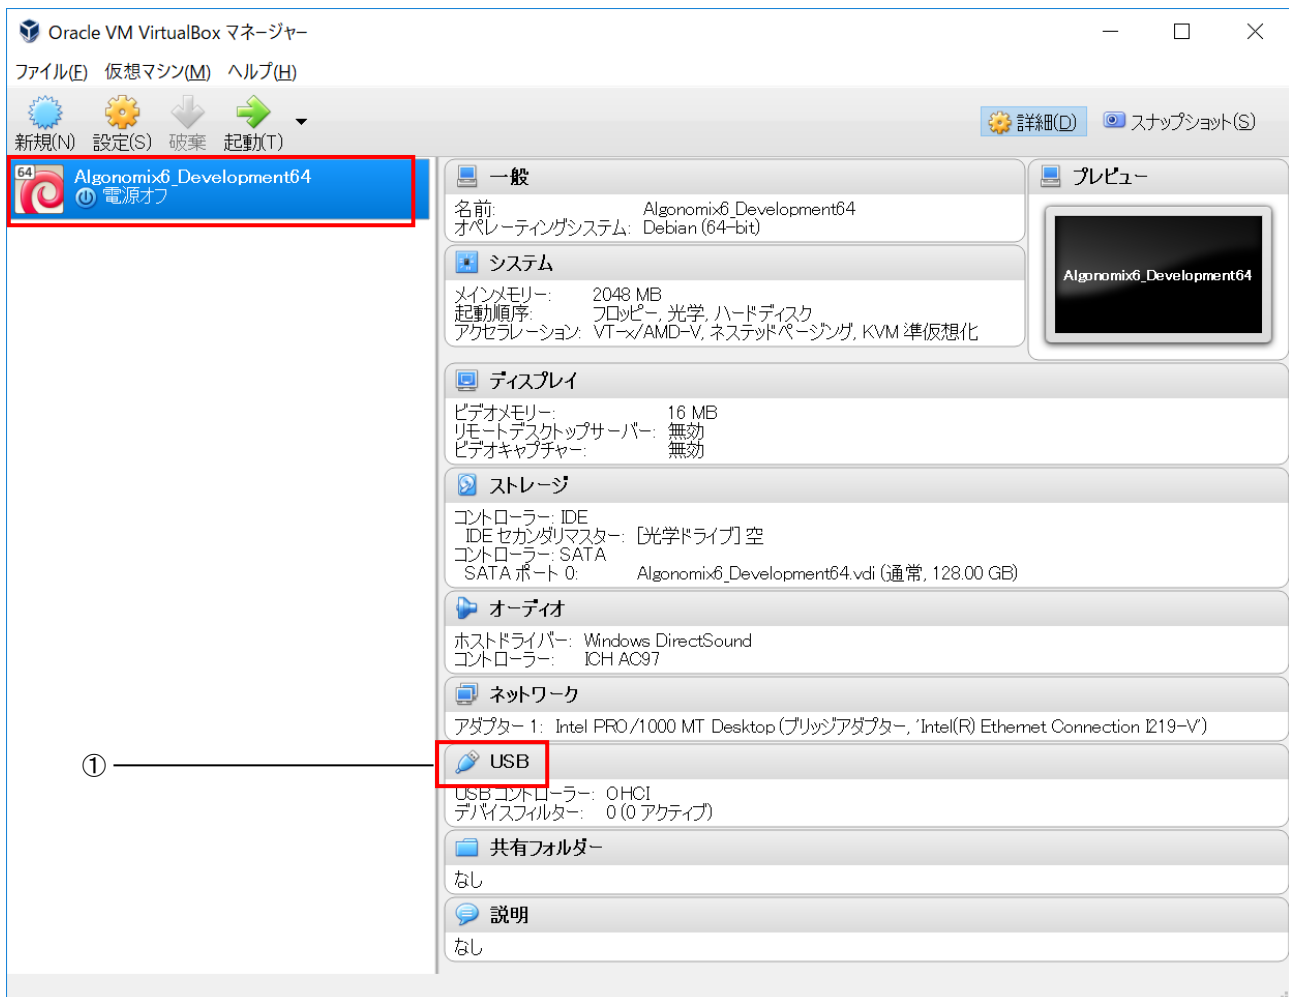 Oracle VM VirtualBox マネージャー
ファイル(F) 仮想マシン(M) ヘルプ(H)
新規(N) 設定(S) 破棄 起動(T)
詳細(D) スナップショット(S)
64
Algonomix6_Development64
電源オフ
一般
名前: Algonomix6_Development64
オペレーティングシステム: Debian (64-bit)
プレビュー
Algonomix6_Development64
システム
メインメモリー: 2048 MB
起動順序: フロッピー, 光学, ハードディスク
アクセラレーション: VT-x/AMD-V, ネステッドページング, KVM 準仮想化
ディスプレイ
ビデオメモリー: 16 MB
リモートデスクトップサーバー: 無効
ビデオキャプチャー: 無効
ストレージ
コントローラー: IDE
IDE セカンダリマスター: [光学ドライブ] 空
コントローラー: SATA
SATA ポート 0: Algonomix6_Development64.vdi (通常, 128.00 GB)
オーディオ
ホストドライバー: Windows DirectSound
コントローラー: ICH AC97
ネットワーク
アダプター 1: Intel PRO/1000 MT Desktop (ブリッジアダプター, 'Intel(R) Ethernet Connection I219-V')
①
USB
USB コントローラー: OHCI
デバイスフィルター: 0 (0 アクティブ)
共有フォルダー
なし
説明
なし